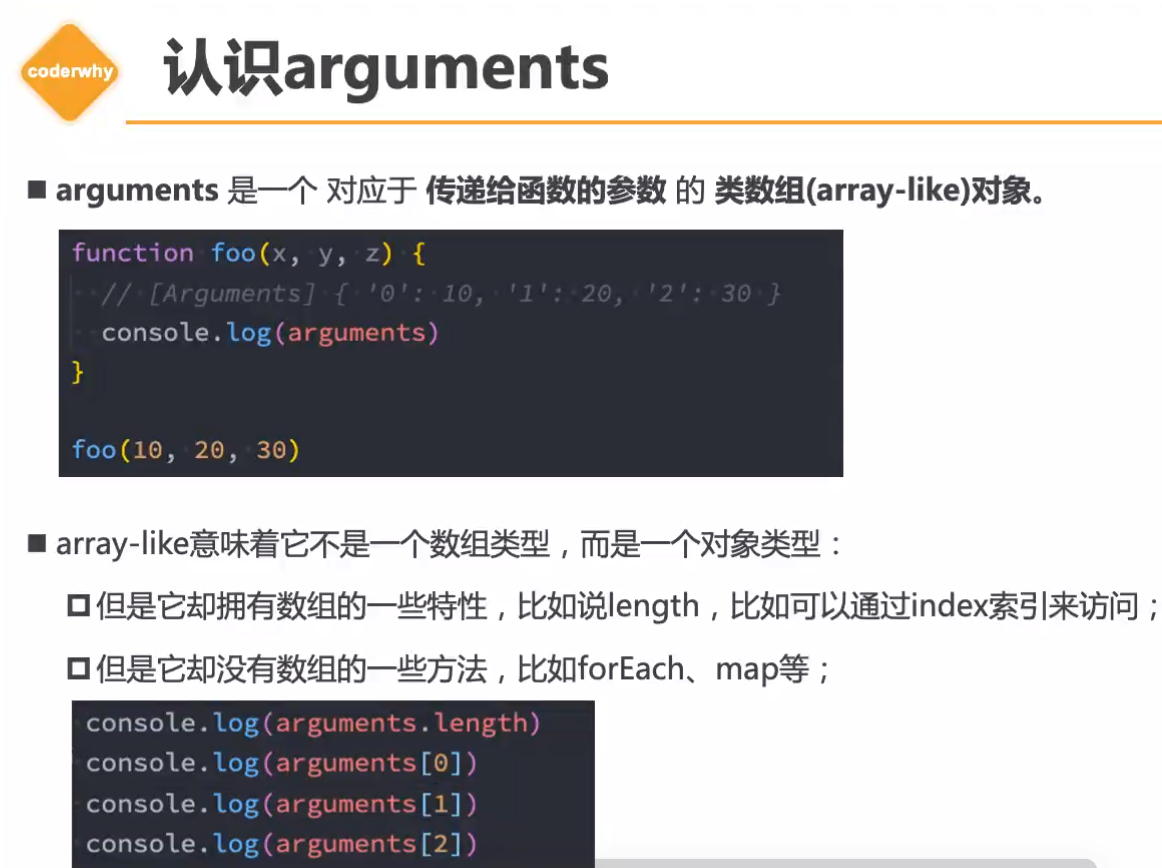 coderwhy
认识arguments
arguments 是一个 对应于 传递给函数的参数 的 类数组(array-like)对象。
function foo(x, y, z) {
// [Arguments] { '0': 10, '1': 20, '2': 30 }
console.log(arguments)
}
foo(10, 20, 30)
array-like意味着它不是一个数组类型，而是一个对象类型：
但是它却拥有数组的一些特性，比如说length，比如可以通过index索引来访问；
但是它却没有数组的一些方法，比如forEach、map等；
console.log(arguments.length)
console.log(arguments[0])
console.log(arguments[1])
console.log(arguments[2])